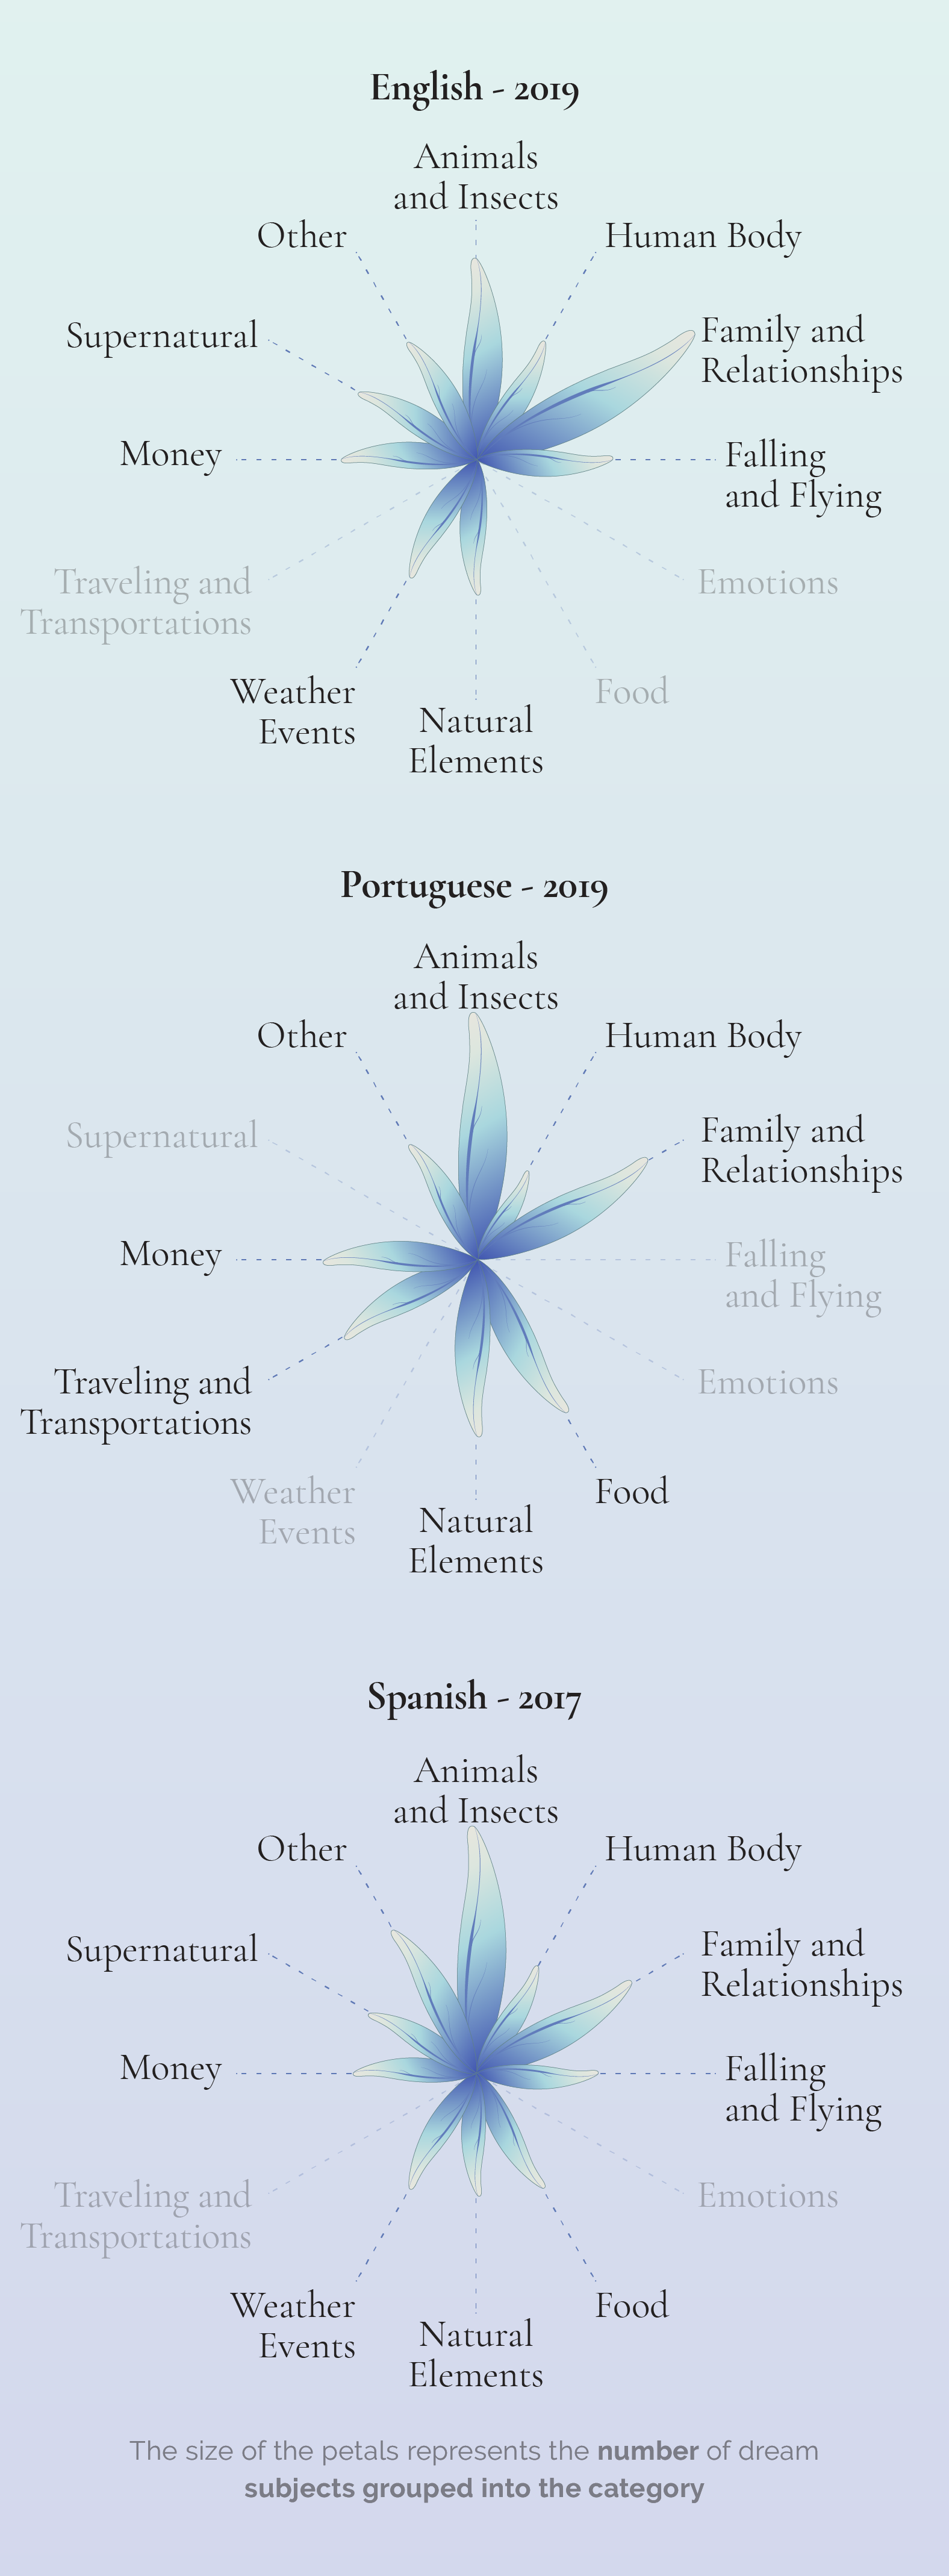 English - 2019
Animals
and Insects
Other
Human Body
Supernatural
Family and
Relationships
Money
Falling
and Flying
Traveling and
Transportations
Emotions
Weather
Events
Natural
Elements
Food
Portuguese - 2019
Animals
and Insects
Other
Human Body
Supernatural
Family and
Relationships
Money
Falling
and Flying
Traveling and
Transportations
Emotions
Weather
Events
Natural
Elements
Food
Spanish - 2017
Animals
and Insects
Other
Human Body
Supernatural
Family and
Relationships
Money
Falling
and Flying
Traveling and
Transportations
Emotions
Weather
Events
Natural
Elements
Food
The size of the petals represents the number of dream
subjects grouped into the category